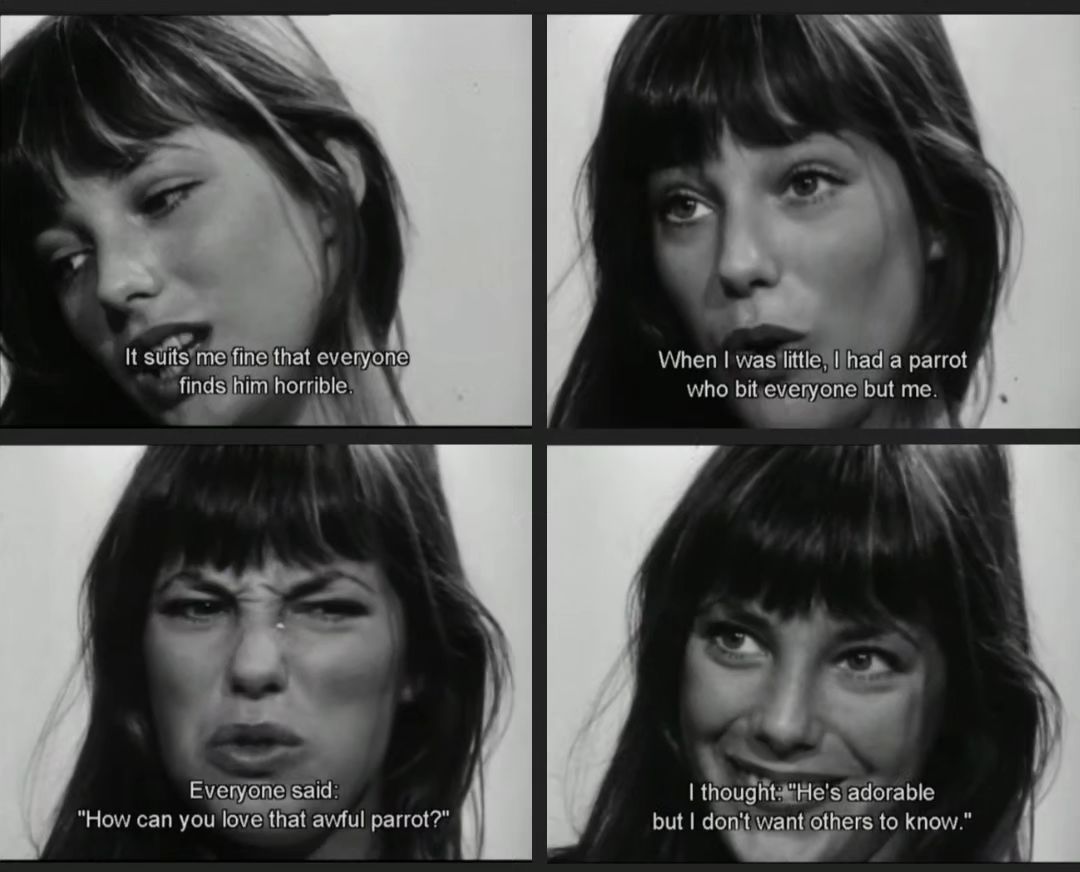 It suits me fine that everyone
finds him horrible.
When I was little, I had a parrot
who bit everyone but me.
Everyone said:
"How can you love that awful parrot?"
I thought: "He's adorable
but I don't want others to know."